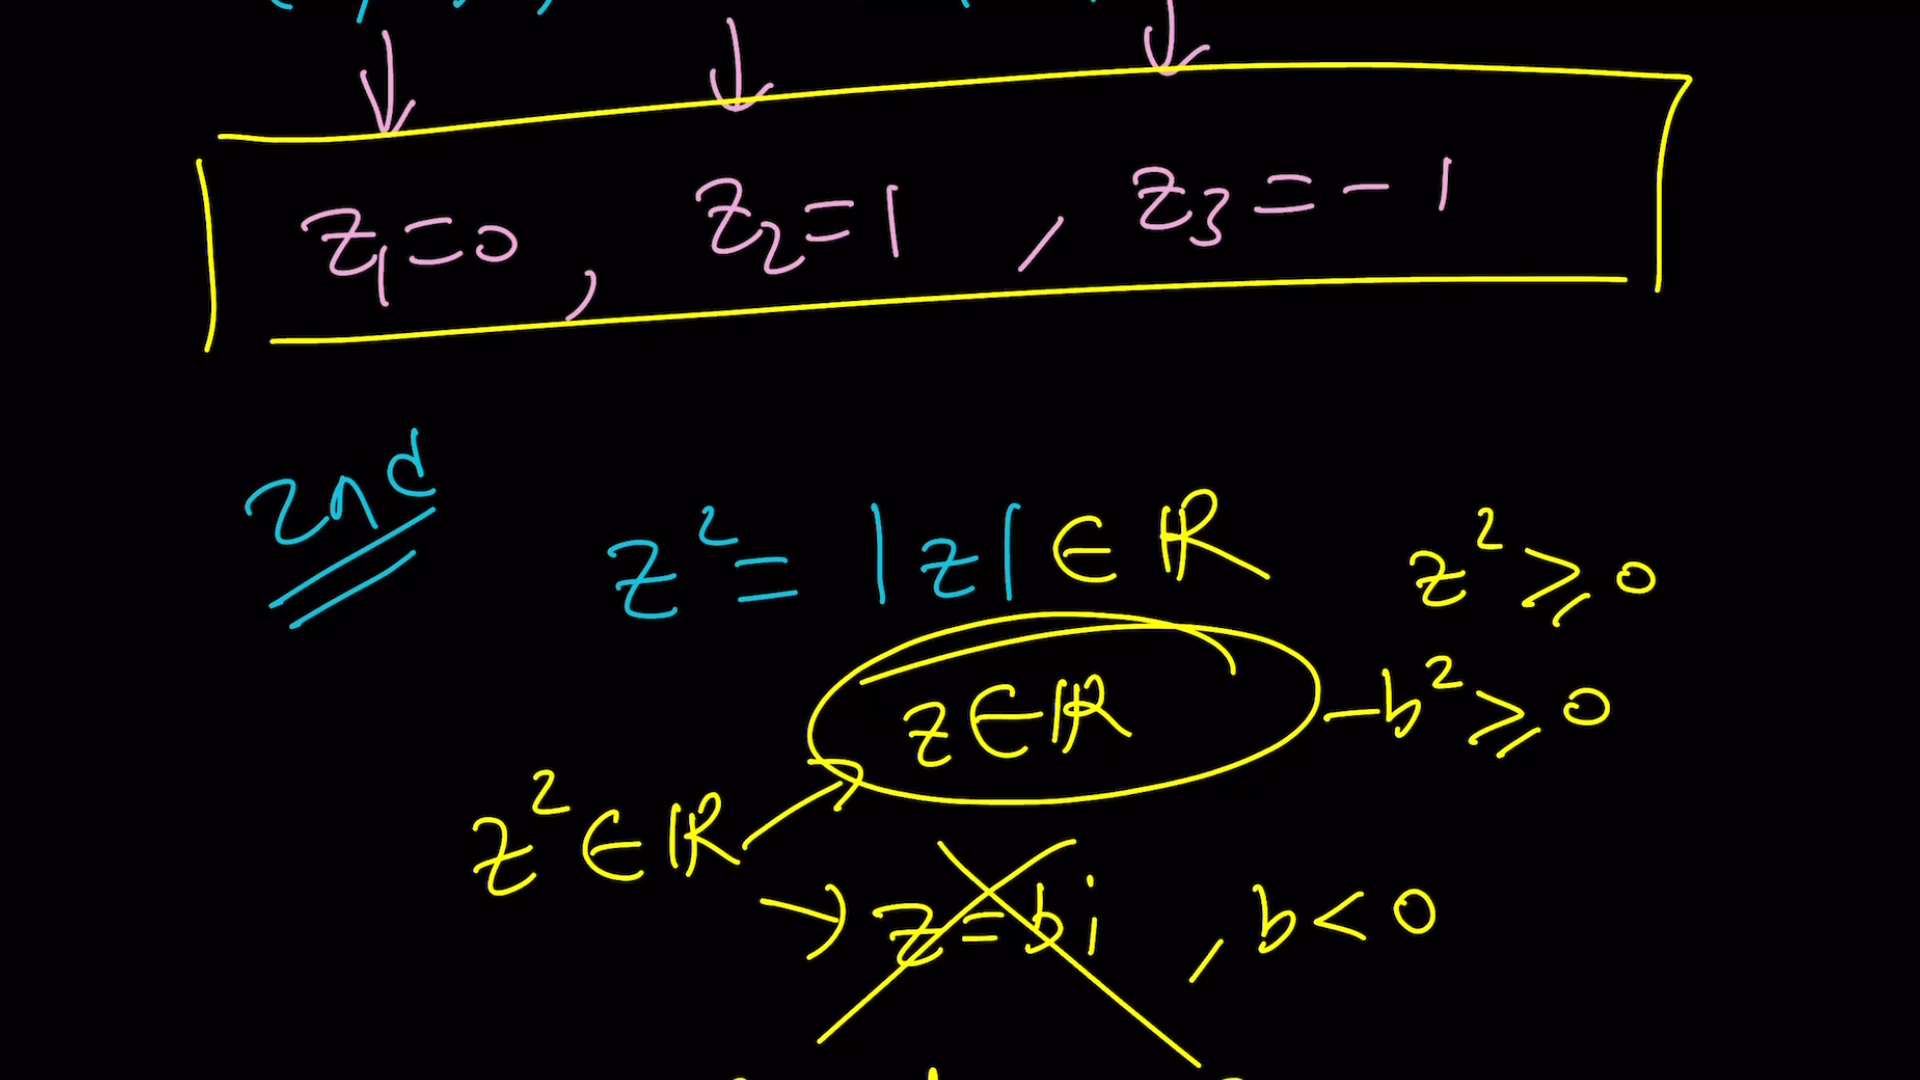 z₁=0 , z₂=1 , z₃=-1
2nd
z²= |z| ∈ ℝ z² ⩾ 0
z∈ℝ -b² ⩾ 0
z² ∈ ℝ
→ z=bi , b<0